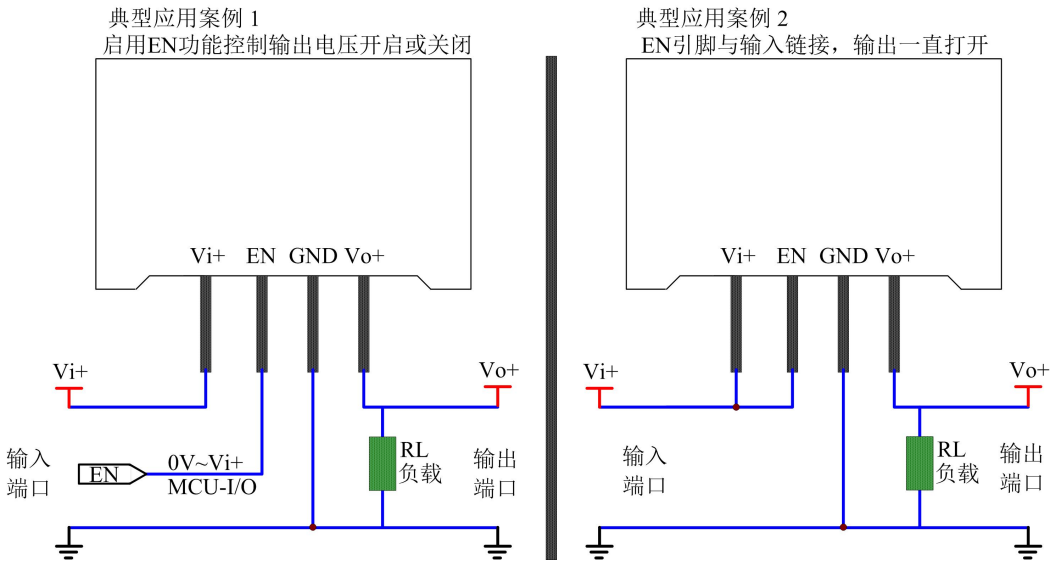 典型应用案例 1
启用EN功能控制输出电压开启或关闭
Vi+ EN GND Vo+
Vi+
Vo+
输入
端口
EN
0V~Vi+
MCU-I/O
RL
负载
输出
端口
典型应用案例 2
EN引脚与输入链接，输出一直打开
Vi+ EN GND Vo+
Vi+
Vo+
输入
端口
RL
负载
输出
端口